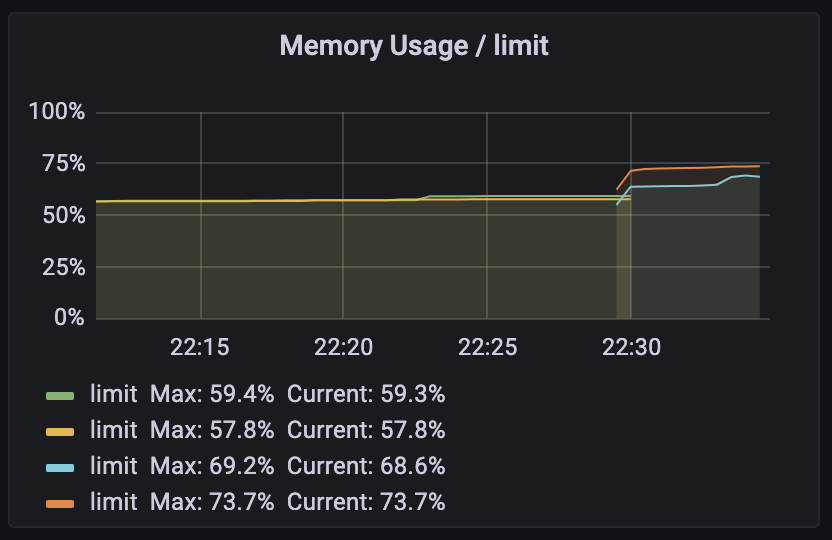 Memory Usage / limit
100%
75%
50%
25%
0%
22:15 22:20 22:25 22:30
limit Max: 59.4% Current: 59.3%
limit Max: 57.8% Current: 57.8%
limit Max: 69.2% Current: 68.6%
limit Max: 73.7% Current: 73.7%